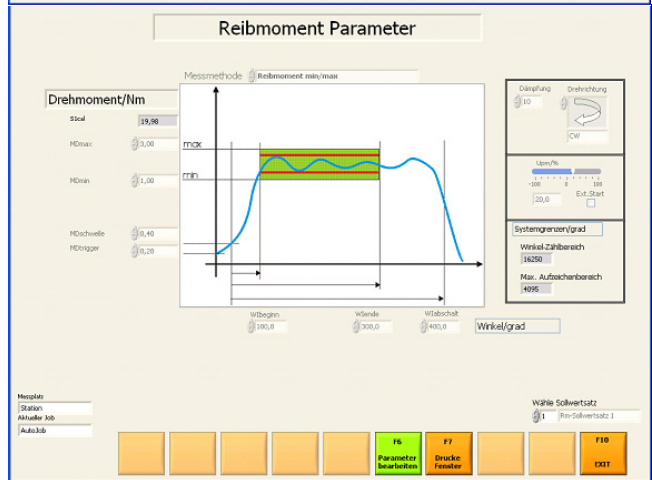 Reibmoment Parameter
Messmethode Reibmoment min/max
Drehmoment/Nm
S1cal 19,98
MDmax 3,00
MDmin 1,00
MDschwelle 0,40
MDtrigger 0,20
max
min
WIbeginn WIende WIabschalt
100,0 300,0 400,0 Winkel/grad
Dämpfung Drehrichtung
10
CW
Upm/%
-100 0 100
20,0 Ext.Start
Systemgrenzen/grad
Winkel-Zählbereich
16250
Max. Aufzeichenbereich
4095
Messplatz
Station
Aktueller Job
AutoJob
Wähle Sollwertsatz
1 Rm-Sollwertsatz 1
F6 F7 F10
Parameter Drucke
bearbeiten Fenster EXIT